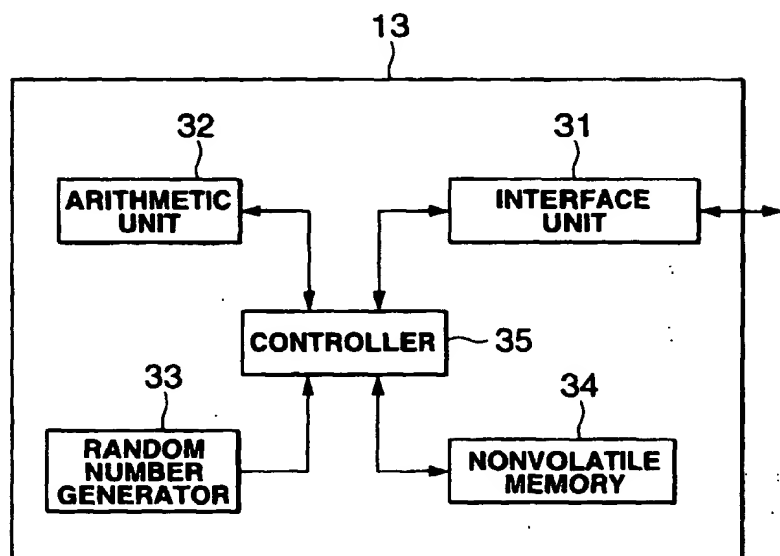 13
32
31
ARITHMETIC
UNIT
INTERFACE
UNIT
CONTROLLER
35
33
34
RANDOM
NUMBER
GENERATOR
NONVOLATILE
MEMORY